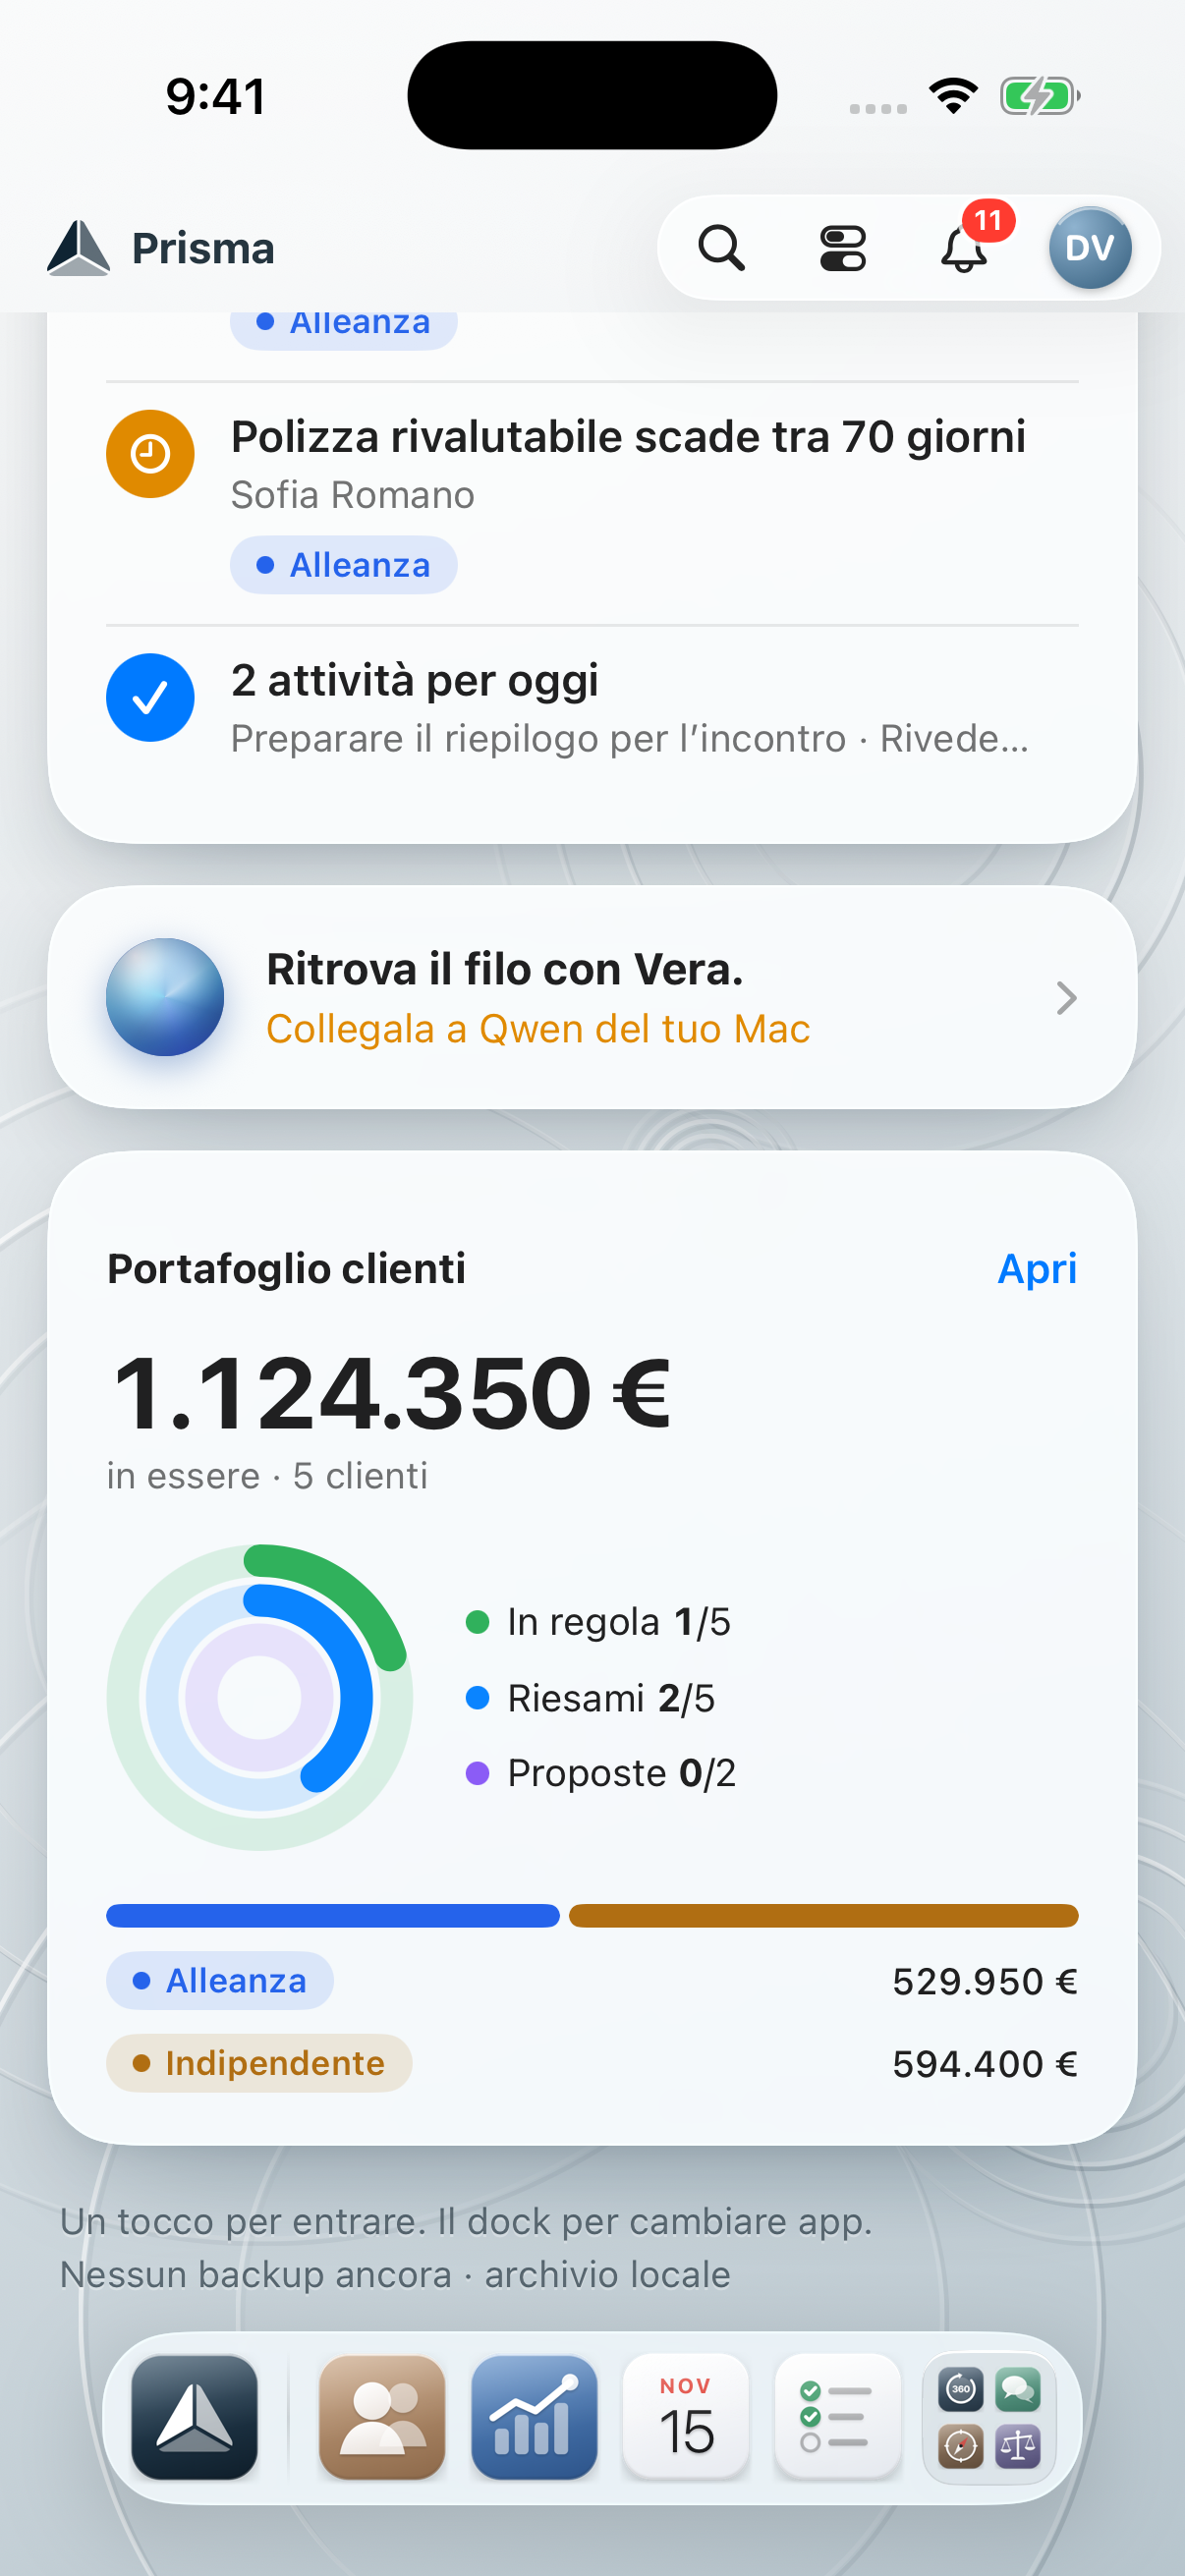 9:41
Prisma
11
DV
Alleanza
Polizza rivalutabile scade tra 70 giorni
Sofia Romano
Alleanza
2 attività per oggi
Preparare il riepilogo per l’incontro · Rivede…
Ritrova il filo con Vera.
Collegala a Qwen del tuo Mac
Portafoglio clienti
Apri
1.124.350 €
in essere · 5 clienti
In regola 1/5
Riesami 2/5
Proposte 0/2
Alleanza
529.950 €
Indipendente
594.400 €
Un tocco per entrare. Il dock per cambiare app.
Nessun backup ancora · archivio locale
NOV
15
360